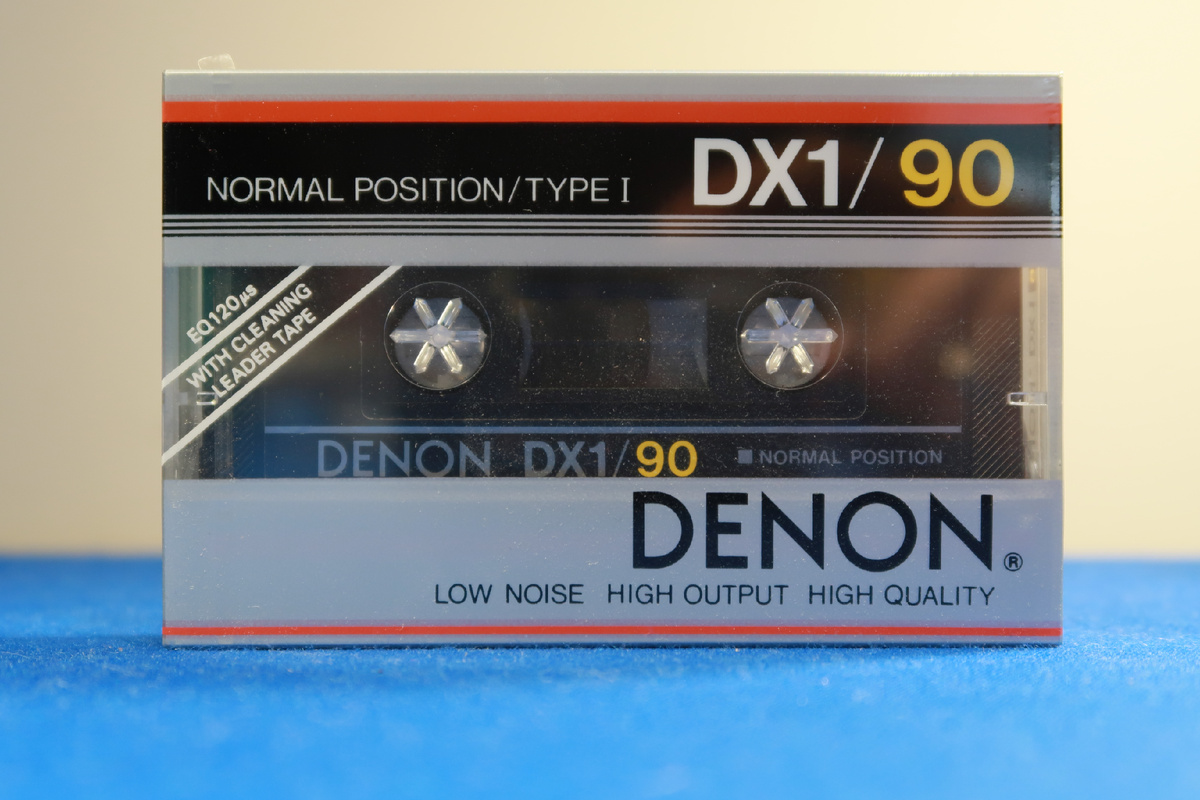 NORMAL POSITION/TYPE I DX1/90
EQ120μs
WITH CLEANING
LEADER TAPE
DENON DX1/90 ■ NORMAL POSITION
DENON®
LOW NOISE HIGH OUTPUT HIGH QUALITY